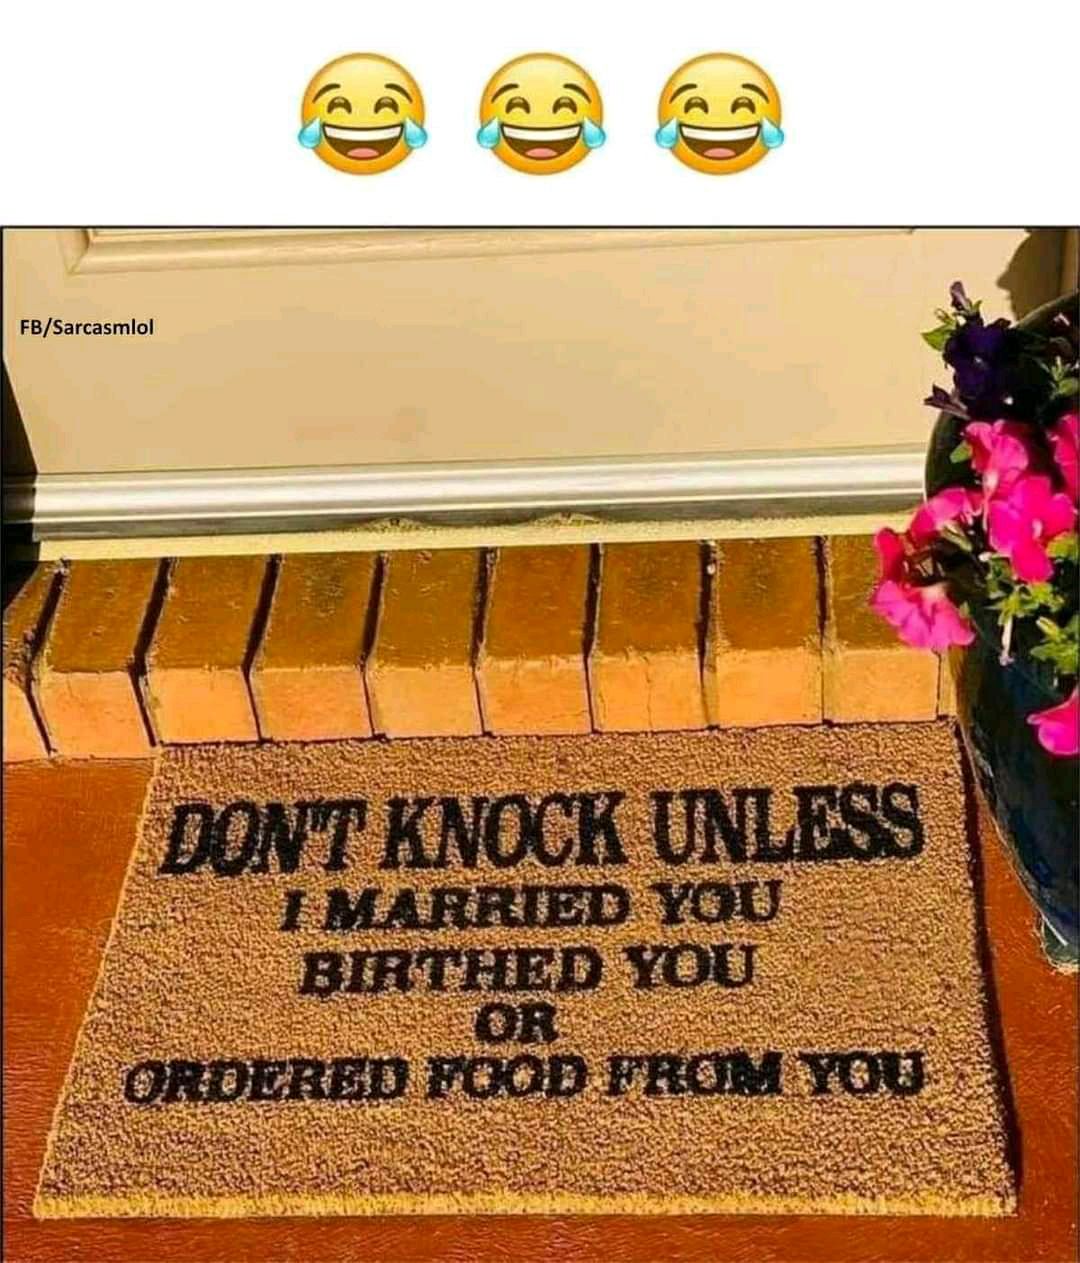 😂 😂 😂
FB/Sarcasmlol
DON'T KNOCK UNLESS
I MARRIED YOU
BIRTHED YOU
OR
ORDERED FOOD FROM YOU